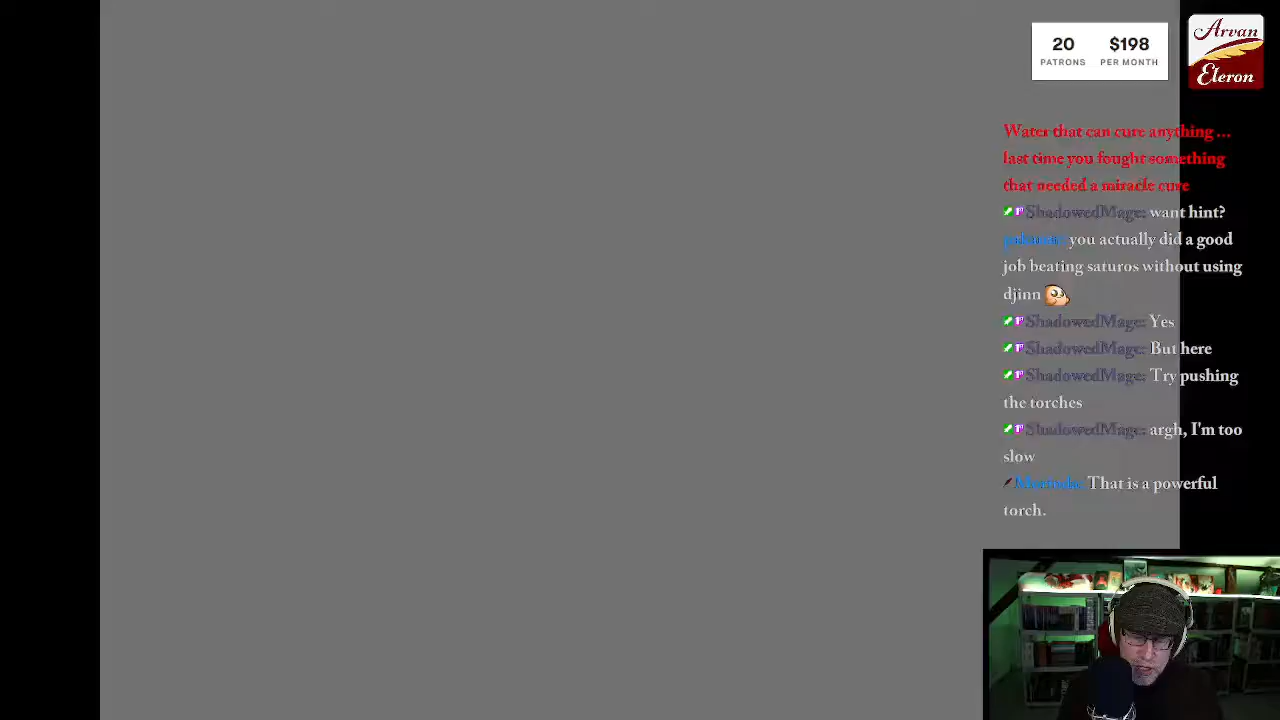 20 $198
PATRONS PER MONTH
Arvan
Eleron
Water that can cure anything ...
last time you fought something
that needed a miracle cure
ShadowedMage: want hint?
you actually did a good
job beating saturos without using
djinn
ShadowedMage: Yes
ShadowedMage: But here
ShadowedMage: Try pushing
the torches
ShadowedMage: argh, I'm too
slow
That is a powerful
torch.